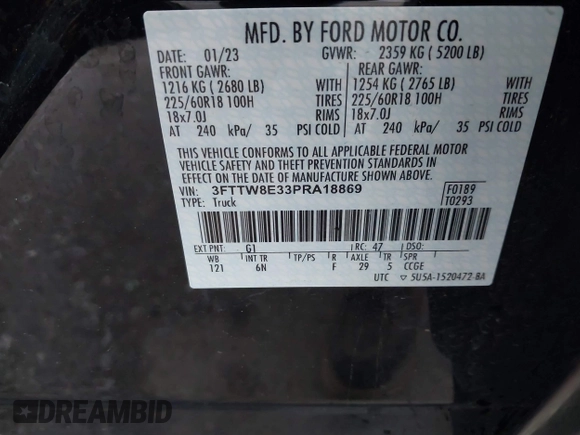 MFD. BY FORD MOTOR CO.
DATE: 01/23 GVWR: 2359 KG ( 5200 LB)
FRONT GAWR: REAR GAWR:
1216 KG ( 2680 LB) WITH 1254 KG ( 2765 LB) WITH
225/60R18 100H TIRES 225/60R18 100H TIRES
18x7.0J RIMS 18x7.0J RIMS
AT 240 kPa/ 35 PSI COLD AT 240 kPa/ 35 PSI COLD
THIS VEHICLE CONFORMS TO ALL APPLICABLE FEDERAL MOTOR
VEHICLE SAFETY AND THEFT PREVENTION STANDARDS IN
EFFECT ON THE DATE OF MANUFACTURE SHOWN ABOVE.
VIN: 3FTTW8E33PRA18869 F0189
TYPE: Truck T0293
EXT PNT: G1 RC: 47 DSO:
WB INT TR TP/PS R AXLE TR SPR
121 6N F 29 5 CCGE
UTC 5U5A-1520472-BA
DREAMBID